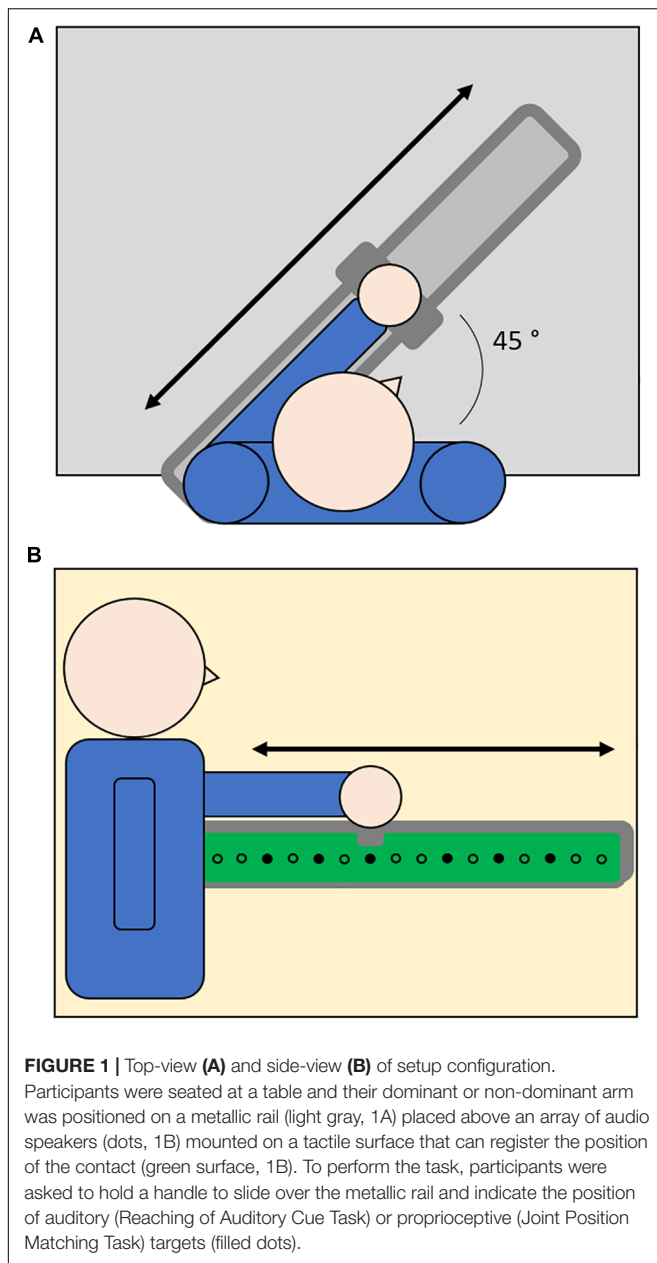 A
45 °
B
FIGURE 1 | Top-view (A) and side-view (B) of setup configuration.
Participants were seated at a table and their dominant or non-dominant arm
was positioned on a metallic rail (light gray, 1A) placed above an array of audio
speakers (dots, 1B) mounted on a tactile surface that can register the position
of the contact (green surface, 1B). To perform the task, participants were
asked to hold a handle to slide over the metallic rail and indicate the position
of auditory (Reaching of Auditory Cue Task) or proprioceptive (Joint Position
Matching Task) targets (filled dots).